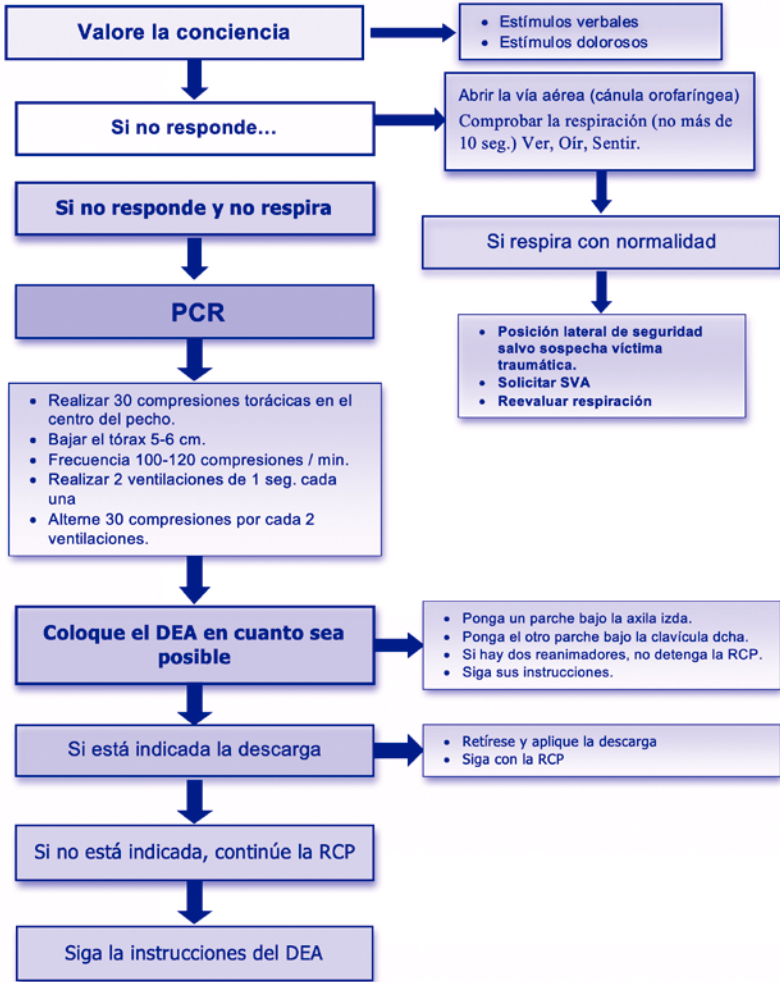 Valore la conciencia
• Estímulos verbales
• Estímulos dolorosos
Si no responde...
Abrir la vía aérea (cánula orofaríngea)
Comprobar la respiración (no más de
10 seg.) Ver, Oír, Sentir.
Si no responde y no respira
Si respira con normalidad
PCR
• Posición lateral de seguridad
salvo sospecha víctima
traumática.
• Solicitar SVA
• Reevaluar respiración
• Realizar 30 compresiones torácicas en el
centro del pecho.
• Bajar el tórax 5-6 cm.
• Frecuencia 100-120 compresiones / min.
• Realizar 2 ventilaciones de 1 seg. cada
una
• Alterne 30 compresiones por cada 2
ventilaciones.
Coloque el DEA en cuanto sea
posible
• Ponga un parche bajo la axila izda.
• Ponga el otro parche bajo la clavícula dcha.
• Si hay dos reanimadores, no detenga la RCP.
• Siga sus instrucciones.
Si está indicada la descarga
• Retírese y aplique la descarga
• Siga con la RCP
Si no está indicada, continúe la RCP
Siga la instrucciones del DEA